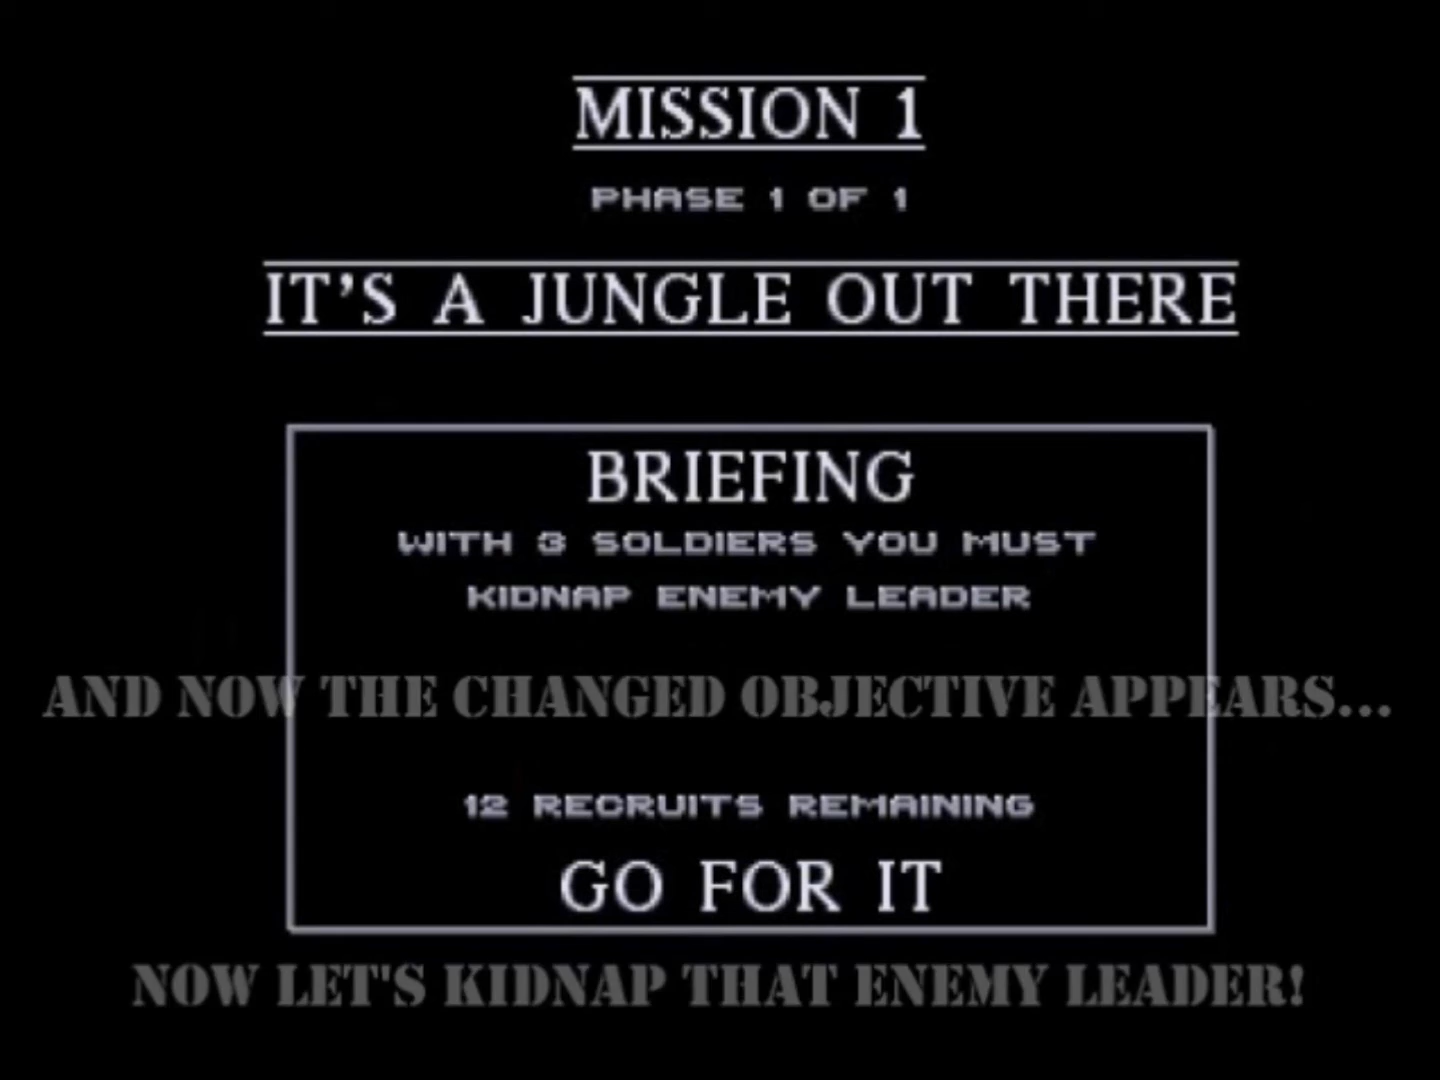 MISSION 1
PHASE 1 OF 1
IT'S A JUNGLE OUT THERE
BRIEFING
WITH 3 SOLDIERS YOU MUST
KIDNAP ENEMY LEADER
AND NOW THE CHANGED OBJECTIVE APPEARS...
12 RECRUITS REMAINING
GO FOR IT
NOW LET'S KIDNAP THAT ENEMY LEADER!